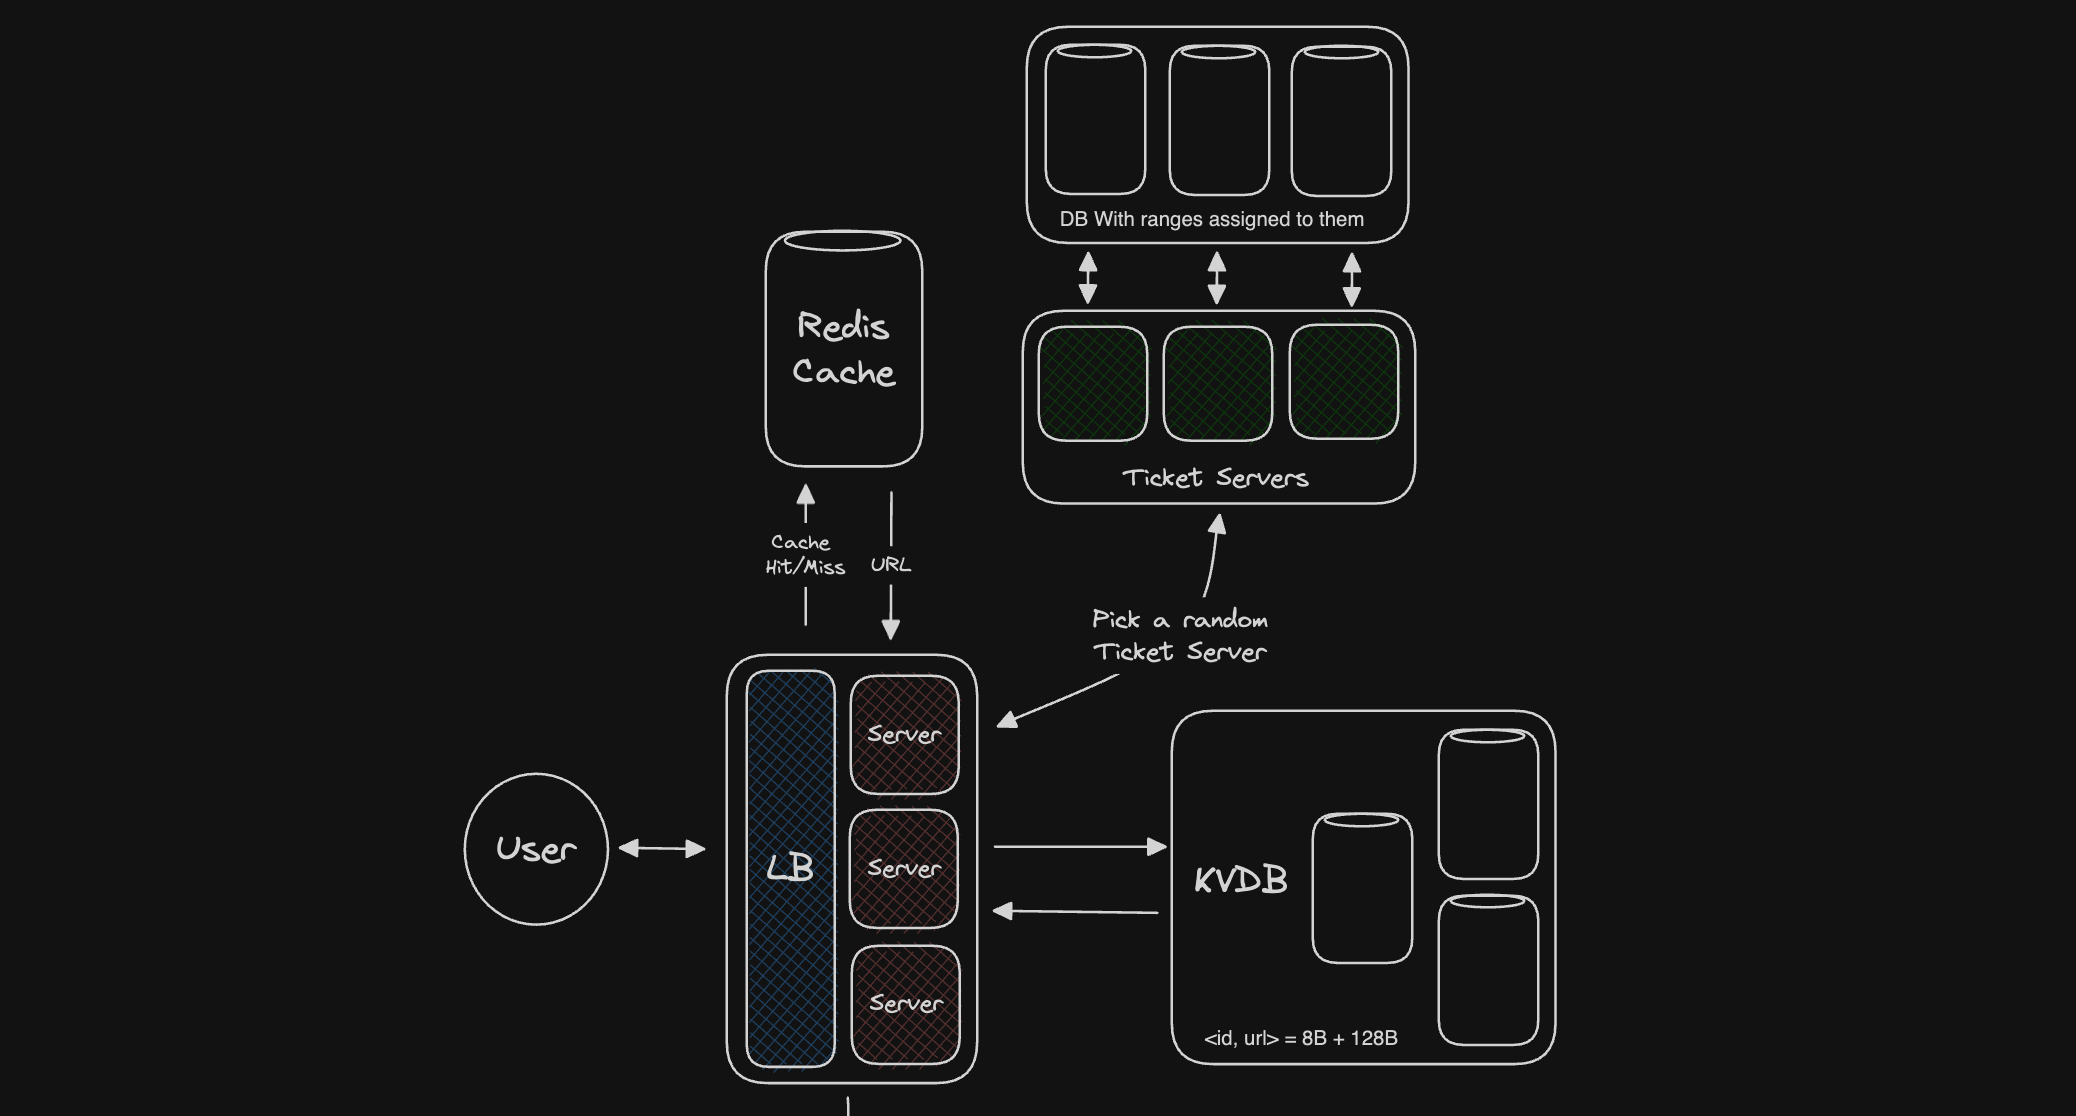 DB With ranges assigned to them
Redis
Cache
Ticket Servers
Cache
Hit/Miss
URL
Pick a random
Ticket Server
Server
User
LB
Server
KVDB
Server
<id, url> = 8B + 128B